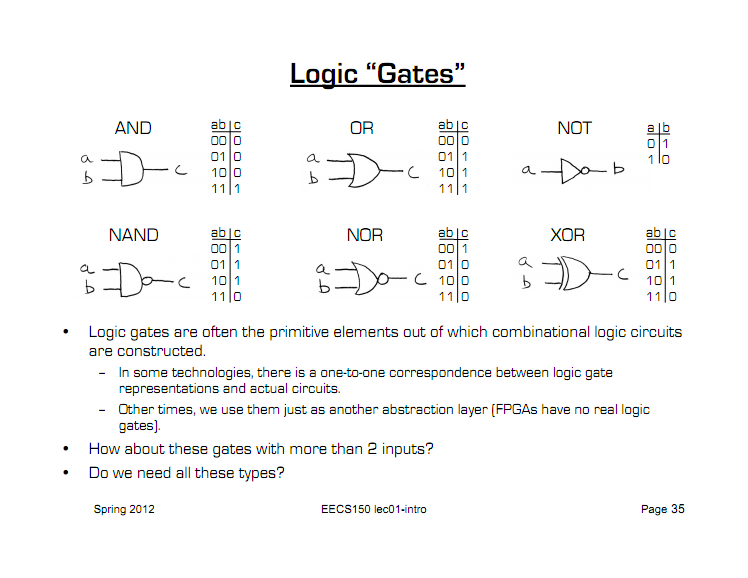 Logic “Gates”
AND
ab c
00 0
01 0
10 0
11 1
a
b
c
OR
ab c
00 0
01 1
10 1
11 1
a
b
c
NOT
a b
0 1
1 0
a
b
NAND
ab c
00 1
01 1
10 1
11 0
a
b
c
NOR
ab c
00 1
01 0
10 0
11 0
a
b
c
XOR
ab c
00 0
01 1
10 1
11 0
a
b
c
• Logic gates are often the primitive elements out of which combinational logic circuits
are constructed.
– In some technologies, there is a one-to-one correspondence between logic gate
representations and actual circuits.
– Other times, we use them just as another abstraction layer (FPGAs have no real logic
gates).
• How about these gates with more than 2 inputs?
• Do we need all these types?
Spring 2012
EECS150 lec01-intro
Page 35